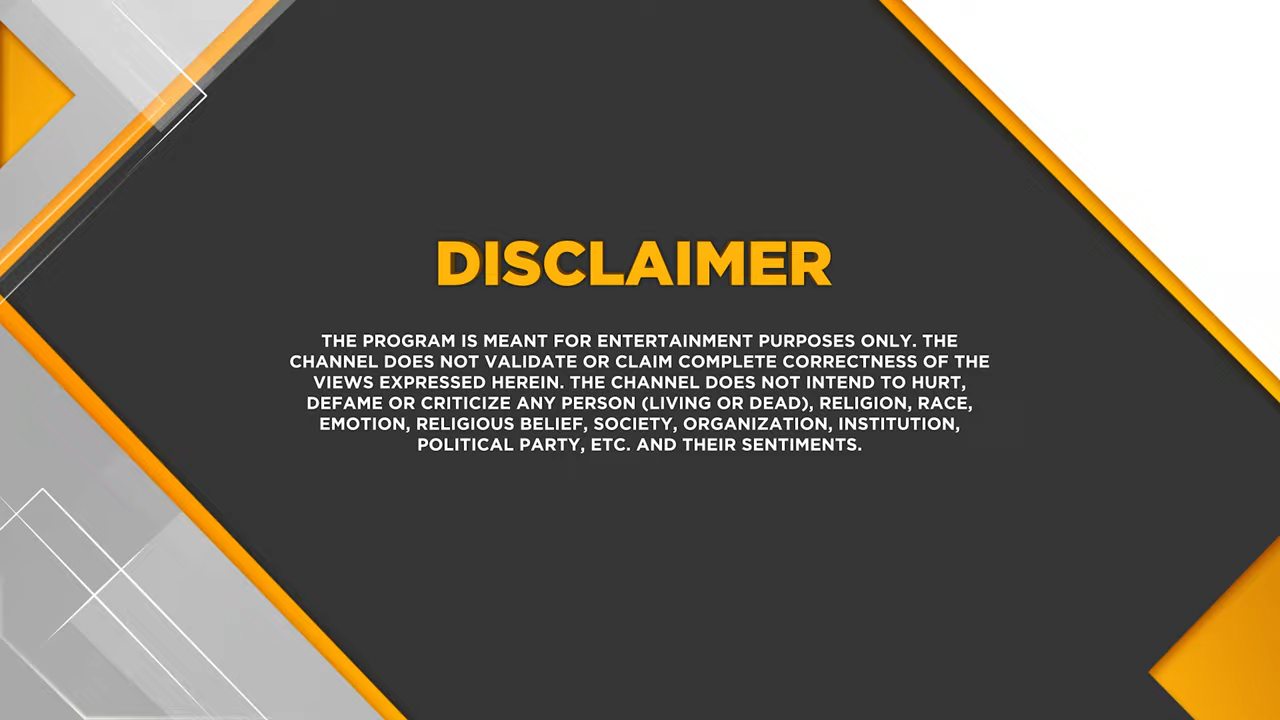 DISCLAIMER
THE PROGRAM IS MEANT FOR ENTERTAINMENT PURPOSES ONLY. THE
CHANNEL DOES NOT VALIDATE OR CLAIM COMPLETE CORRECTNESS OF THE
VIEWS EXPRESSED HEREIN. THE CHANNEL DOES NOT INTEND TO HURT,
DEFAME OR CRITICIZE ANY PERSON (LIVING OR DEAD), RELIGION, RACE,
EMOTION, RELIGIOUS BELIEF, SOCIETY, ORGANIZATION, INSTITUTION,
POLITICAL PARTY, ETC. AND THEIR SENTIMENTS.